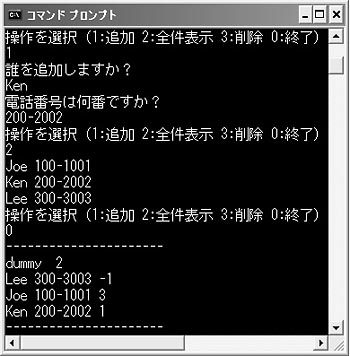 コマンド プロンプト
操作を選択 (1:追加 2:全件表示 3:削除 0:終了)
1
誰を追加しますか？
Ken
電話番号は何番ですか？
200-2002
操作を選択 (1:追加 2:全件表示 3:削除 0:終了)
2
Joe 100-1001
Ken 200-2002
Lee 300-3003
操作を選択 (1:追加 2:全件表示 3:削除 0:終了)
0
----------------------
dummy  2
Lee 300-3003 -1
Joe 100-1001 3
Ken 200-2002 1
----------------------